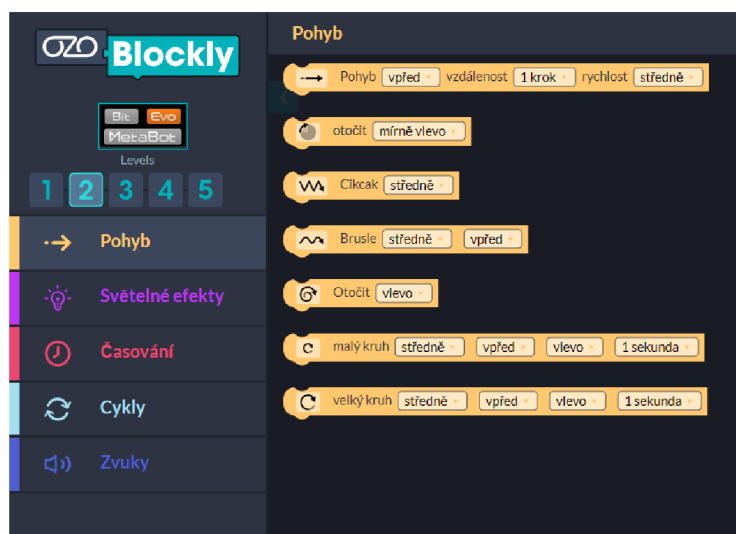 OZO Blockly
Bit Evo
MetaBot
Levels
1 2 3 4 5
Pohyb
Světelné efekty
Časování
Cykly
Zvuky
Pohyb
Pohyb vpřed vzdálenost 1 krok rychlost středně
otočit mírně vlevo
Cikcak středně
Brusle středně vpřed
Otočit vlevo
malý kruh středně vpřed vlevo 1 sekunda
velký kruh středně vpřed vlevo 1 sekunda